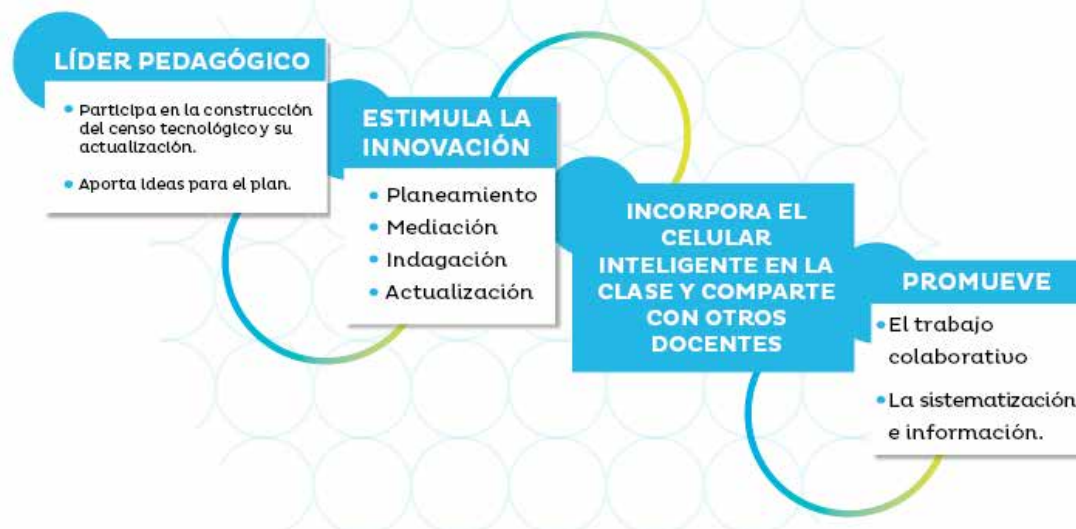 LÍDER PEDAGÓGICO
• Participa en la construcción
del censo tecnológico y su
actualización.
• Aporta ideas para el plan.
ESTIMULA LA
INNOVACIÓN
• Planeamiento
• Mediación
• Indagación
• Actualización
INCORPORA EL
CELULAR
INTELIGENTE EN LA
CLASE Y COMPARTE
CON OTROS
DOCENTES
PROMUEVE
• El trabajo
colaborativo
• La sistematización
e información.